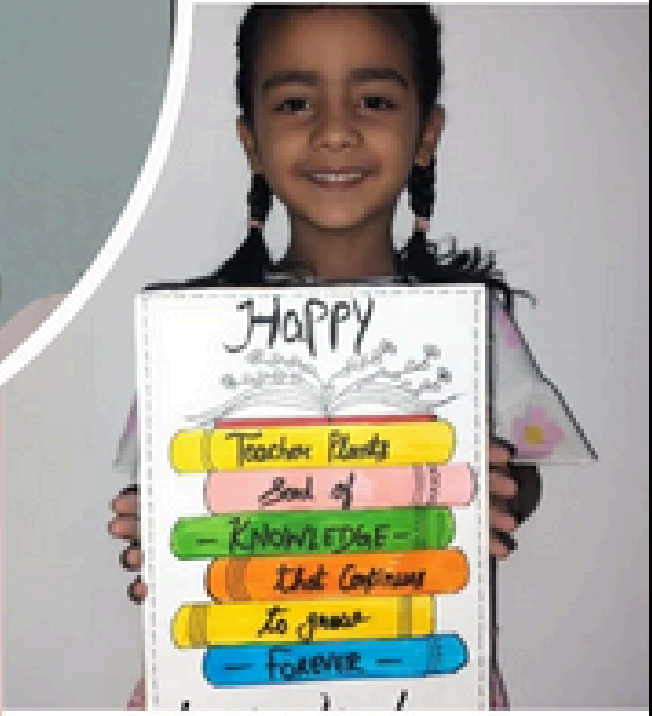 Happy
Teacher Plants
Seed of
- KNOWLEDGE -
that Continues
to grow
- FOREVER -